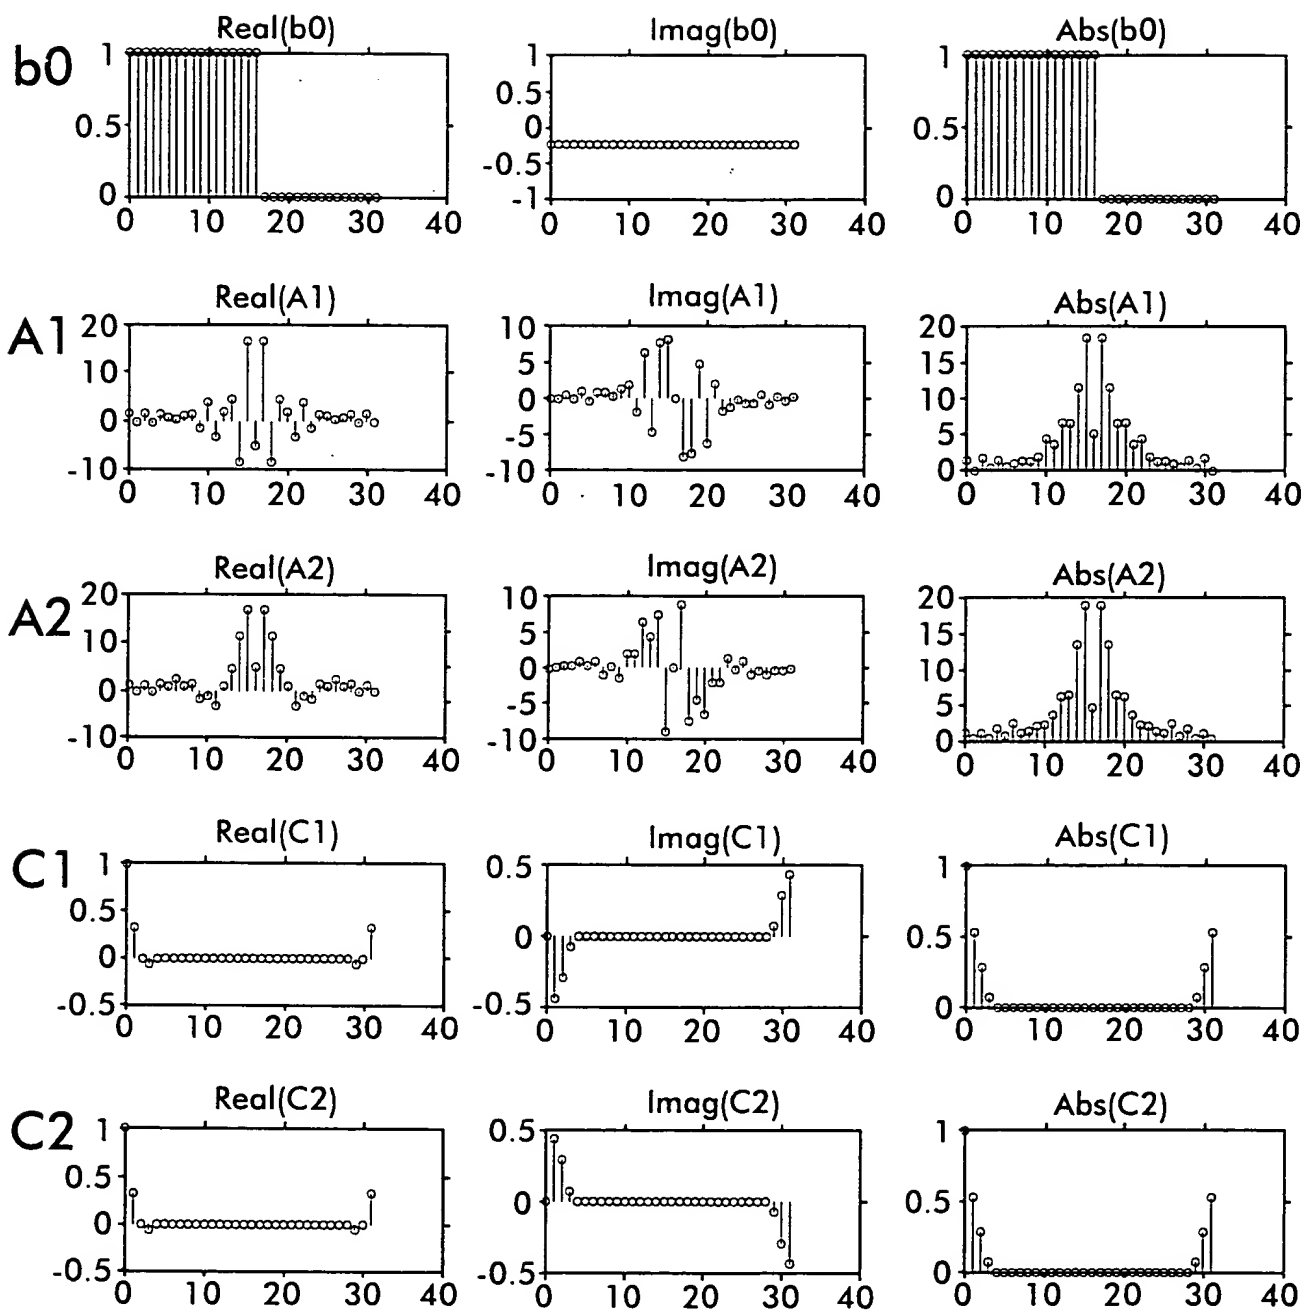 Real(b0) Imag(b0) Abs(b0)
b0
1 1 1
0.5 0.5 0.5
0
-0.5
0 -1 0
0 10 20 30 40 0 10 20 30 40 0 10 20 30 40
Real(A1) Imag(A1) Abs(A1)
A1
20 10 20
10 5 15
0 0 10
-5 5
-10 -10 0
0 10 20 30 40 0 10 20 30 40 0 10 20 30 40
Real(A2) Imag(A2) Abs(A2)
A2
20 10 20
10 5 15
0 0 10
-5 5
-10 -10 0
0 10 20 30 40 0 10 20 30 40 0 10 20 30 40
Real(C1) Imag(C1) Abs(C1)
C1
1 0.5 1
0.5
0 0 0.5
-0.5 -0.5 0
0 10 20 30 40 0 10 20 30 40 0 10 20 30 40
Real(C2) Imag(C2) Abs(C2)
C2
1 0.5 1
0.5
0 0 0.5
-0.5 -0.5 0
0 10 20 30 40 0 10 20 30 40 0 10 20 30 40